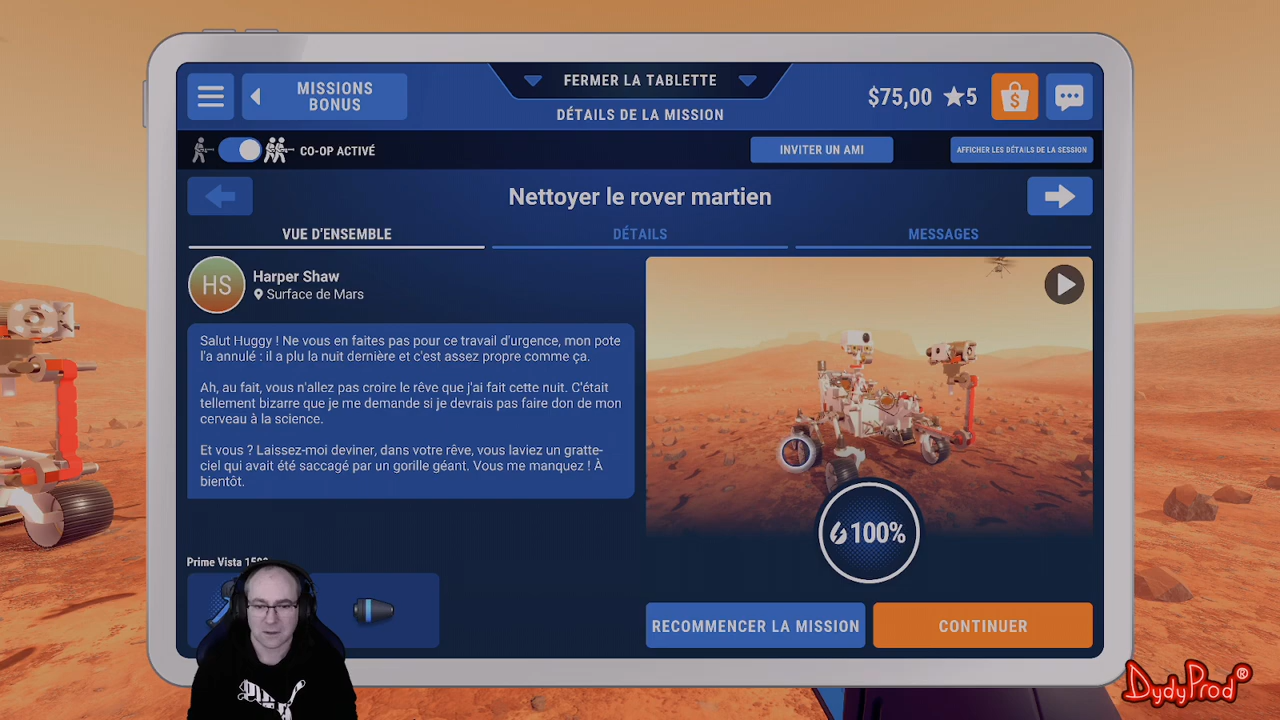 FERMER LA TABLETTE
MISSIONS
BONUS
DÉTAILS DE LA MISSION
$75,00 ★5
CO-OP ACTIVÉ
INVITER UN AMI
AFFICHER LES DÉTAILS DE LA SESSION
Nettoyer le rover martien
VUE D'ENSEMBLE
DÉTAILS
MESSAGES
HS
Harper Shaw
Surface de Mars
Salut Huggy ! Ne vous en faites pas pour ce travail d'urgence, mon pote
l'a annulé : il a plu la nuit dernière et c'est assez propre comme ça.
Ah, au fait, vous n'allez pas croire le rêve que j'ai fait cette nuit. C'était
tellement bizarre que je me demande si je devrais pas faire don de mon
cerveau à la science.
Et vous ? Laissez-moi deviner, dans votre rêve, vous laviez un gratte-
ciel qui avait été saccagé par un gorille géant. Vous me manquez ! À
bientôt.
100%
Prime Vista
RECOMMENCER LA MISSION
CONTINUER
DydyProd®